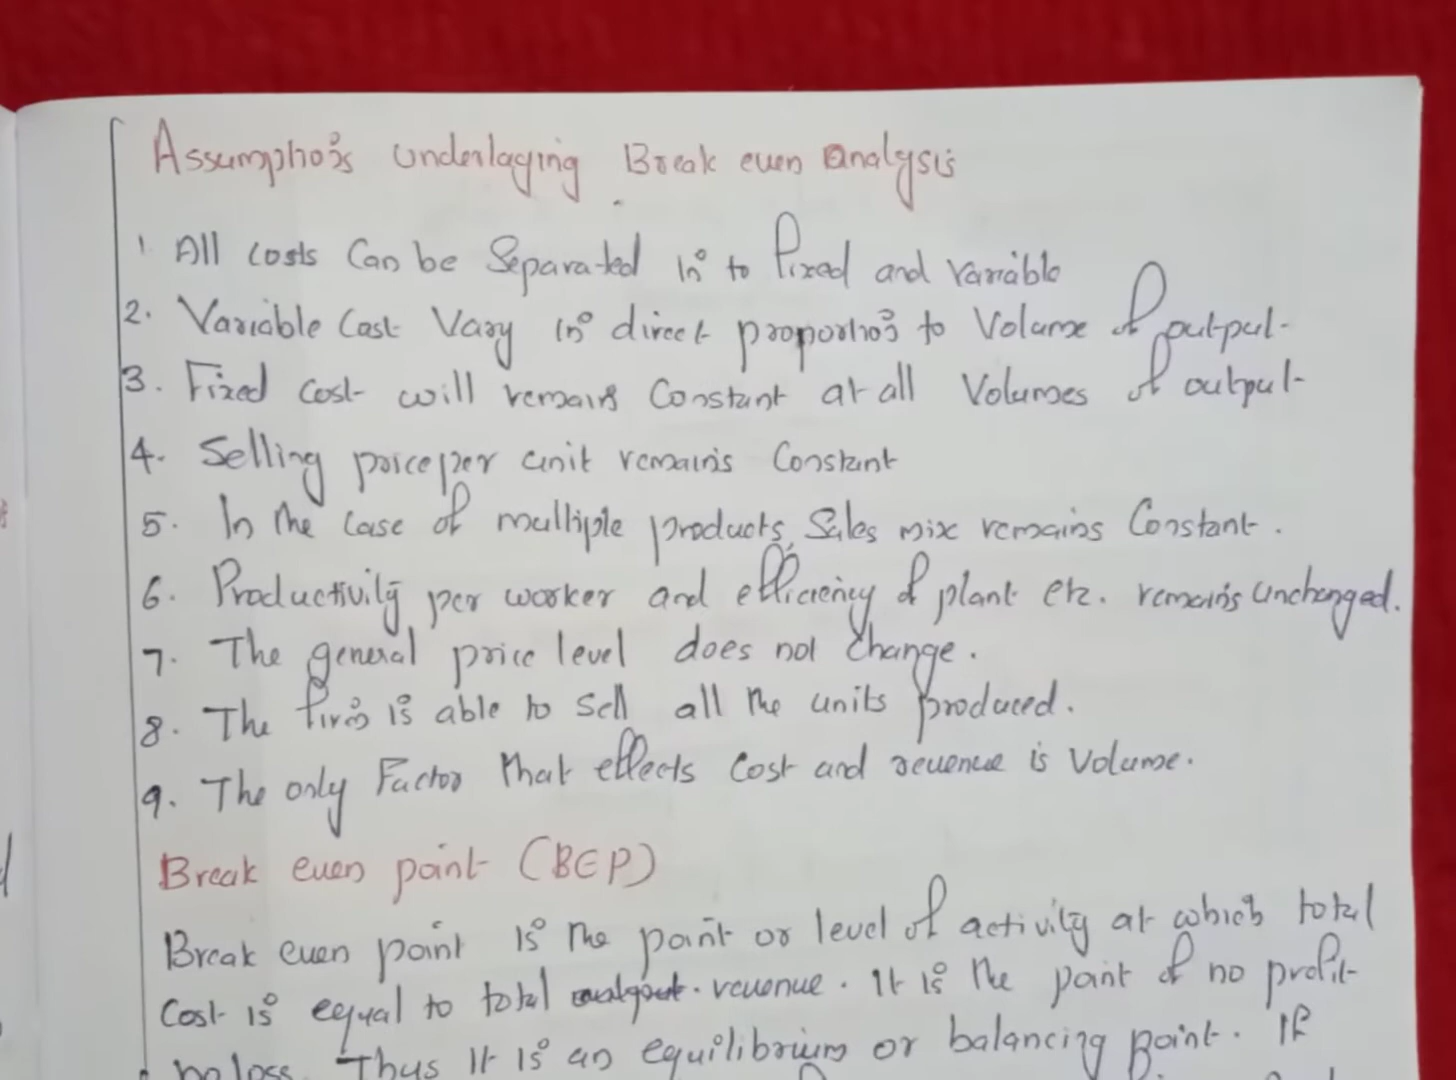 Assumptions underlaying Break even analysis
1. All costs Can be Separated in to fixed and variable
2. Variable Cost Vary in direct proportion to Volume of output
3. Fixed cost will remains Constant at all Volumes of output
4. Selling price per unit remains Constant
5. In the case of multiple products, Sales mix remains Constant.
6. Productivity per worker and efficiency of plant etc. remains unchanged.
7. The general price level does not change.
8. The firm is able to sell all the units produced.
9. The only Factor that effects cost and revenue is Volume.
Break even point (BEP)
Break even point is the point or level of activity at which total
Cost is equal to total revenue. It is the point of no profit
no loss. Thus it is an equilibrium or balancing point. If